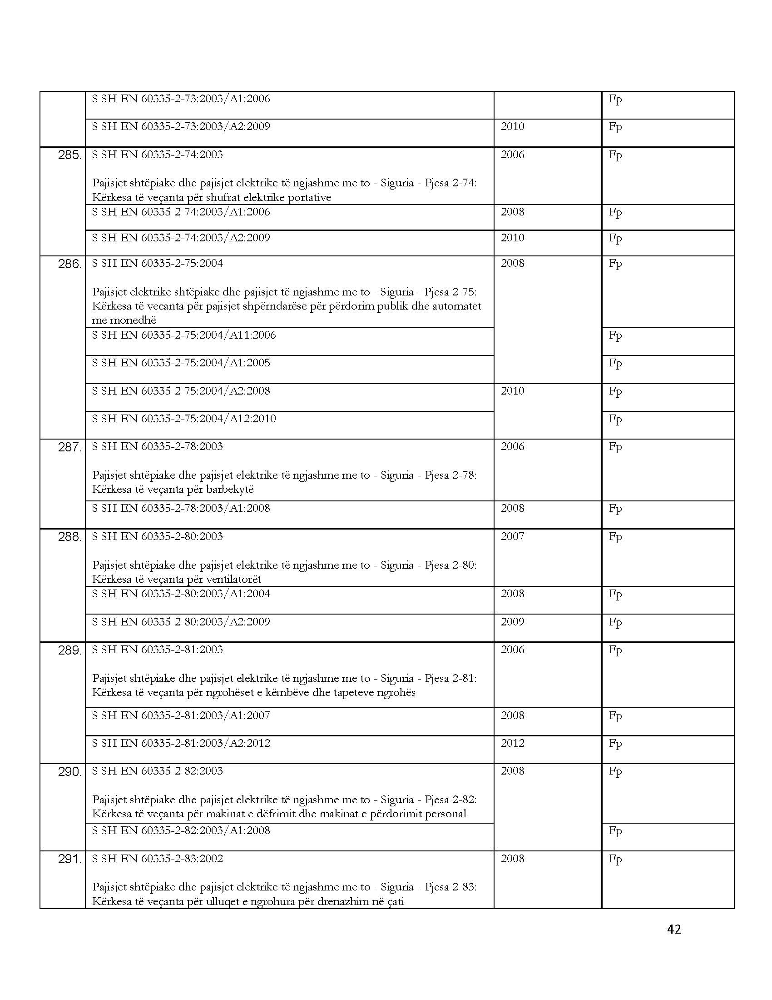 S SH EN 60335-2-73:2003/A1:2006 Fp
S SH EN 60335-2-73:2003/A2:2009 2010 Fp
285. S SH EN 60335-2-74:2003 2006 Fp
Pajisjet shtëpiake dhe pajisjet elektrike të ngjashme me to - Siguria - Pjesa 2-74:
Kërkesa të veçanta për shufrat elektrike portative
S SH EN 60335-2-74:2003/A1:2006 2008 Fp
S SH EN 60335-2-74:2003/A2:2009 2010 Fp
286. S SH EN 60335-2-75:2004 2008 Fp
Pajisjet elektrike shtëpiake dhe pajisjet të ngjashme me to - Siguria - Pjesa 2-75:
Kërkesa të vecanta për pajisjet shpërndarëse për përdorim publik dhe automatet
me monedhë
S SH EN 60335-2-75:2004/A11:2006 Fp
S SH EN 60335-2-75:2004/A1:2005 Fp
S SH EN 60335-2-75:2004/A2:2008 2010 Fp
S SH EN 60335-2-75:2004/A12:2010 Fp
287. S SH EN 60335-2-78:2003 2006 Fp
Pajisjet shtëpiake dhe pajisjet elektrike të ngjashme me to - Siguria - Pjesa 2-78:
Kërkesa të veçanta për barbekytë
S SH EN 60335-2-78:2003/A1:2008 2008 Fp
288. S SH EN 60335-2-80:2003 2007 Fp
Pajisjet shtëpiake dhe pajisjet elektrike të ngjashme me to - Siguria - Pjesa 2-80:
Kërkesa të veçanta për ventilatorët
S SH EN 60335-2-80:2003/A1:2004 2008 Fp
S SH EN 60335-2-80:2003/A2:2009 2009 Fp
289. S SH EN 60335-2-81:2003 2006 Fp
Pajisjet shtëpiake dhe pajisjet elektrike të ngjashme me to - Siguria - Pjesa 2-81:
Kërkesa të veçanta për ngrohëset e këmbëve dhe tapeteve ngrohës
S SH EN 60335-2-81:2003/A1:2007 2008 Fp
S SH EN 60335-2-81:2003/A2:2012 2012 Fp
290. S SH EN 60335-2-82:2003 2008 Fp
Pajisjet shtëpiake dhe pajisjet elektrike të ngjashme me to - Siguria - Pjesa 2-82:
Kërkesa të veçanta për makinat e dëfrimit dhe makinat e përdorimit personal
S SH EN 60335-2-82:2003/A1:2008 Fp
291. S SH EN 60335-2-83:2002 2008 Fp
Pajisjet shtëpiake dhe pajisjet elektrike të ngjashme me to - Siguria - Pjesa 2-83:
Kërkesa të veçanta për ulluqet e ngrohura për drenazhim në çati
42